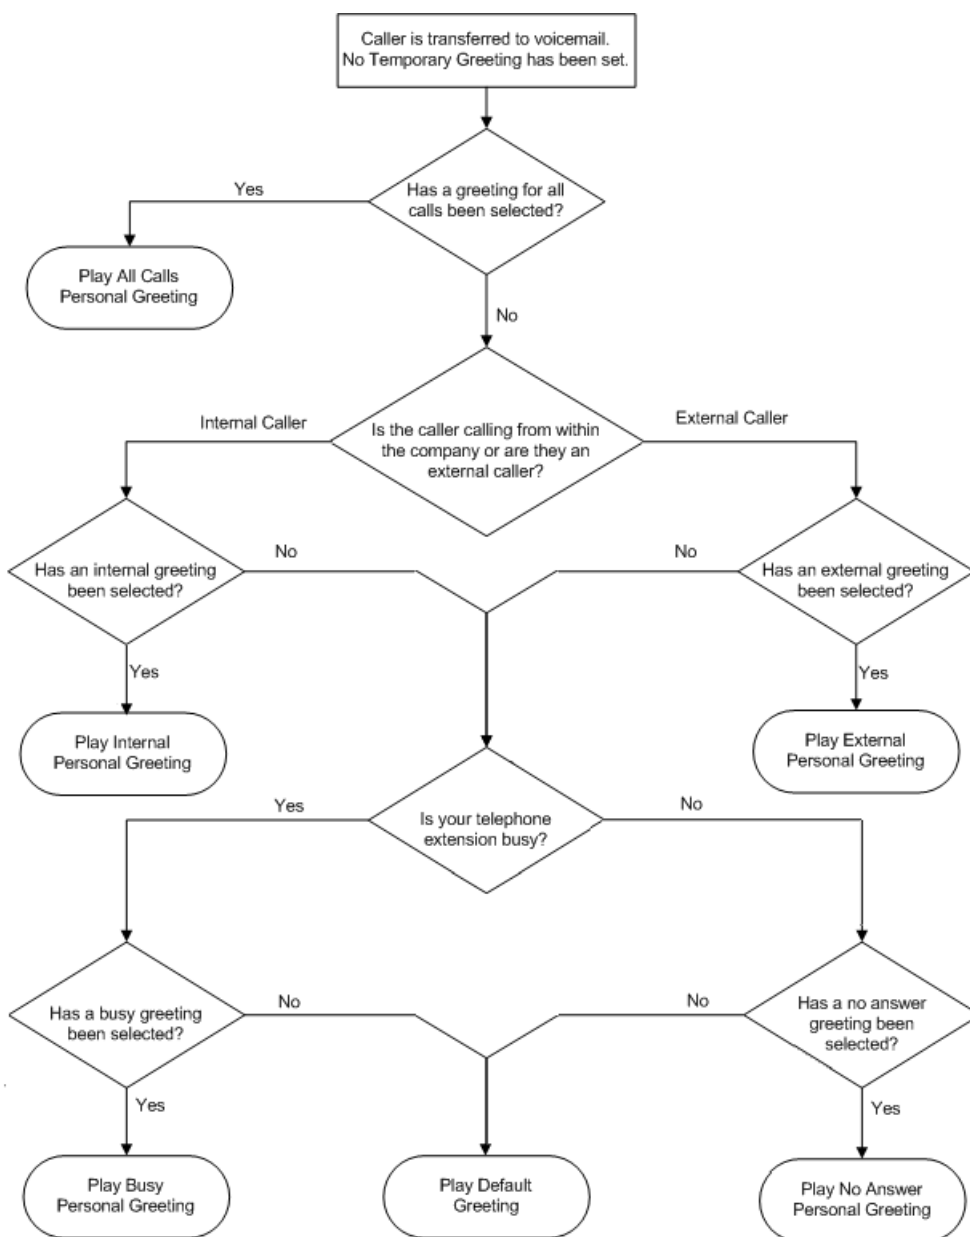 Caller is transferred to voicemail.
No Temporary Greeting has been set.
Yes
Has a greeting for all
calls been selected?
Play All Calls
Personal Greeting
No
Internal Caller
External Caller
Is the caller calling from within
the company or are they an
external caller?
No
No
Has an internal greeting
been selected?
Has an external greeting
been selected?
Yes
Yes
Play Internal
Personal Greeting
Play External
Personal Greeting
Yes
No
Is your telephone
extension busy?
No
No
Has a busy greeting
been selected?
Has a no answer
greeting been
selected?
Yes
Yes
Play Busy
Personal Greeting
Play Default
Greeting
Play No Answer
Personal Greeting